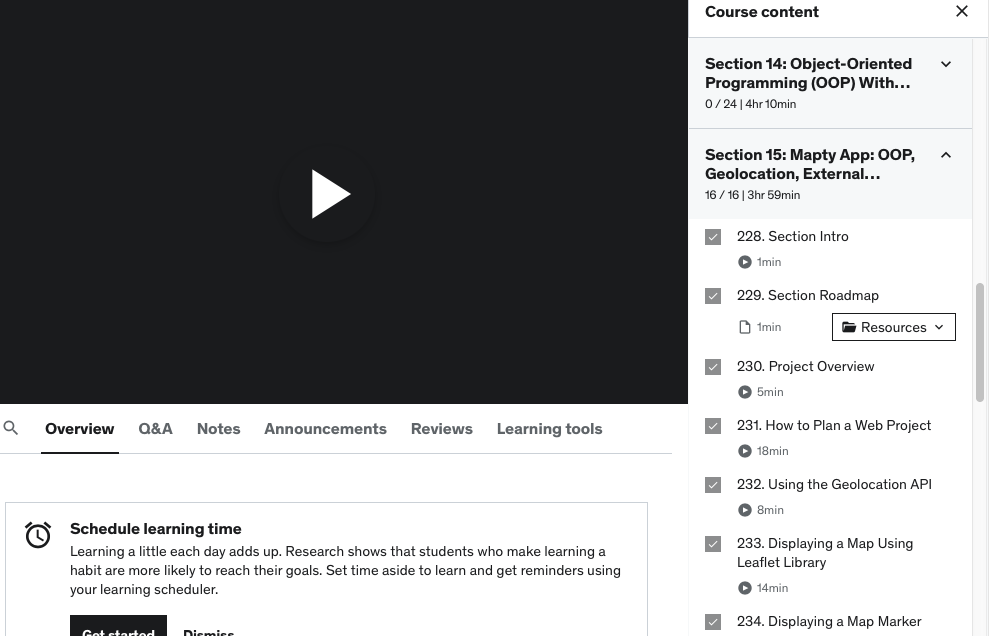 Course content
Section 14: Object-Oriented
Programming (OOP) With...
0 / 24 | 4hr 10min
Section 15: Mapty App: OOP,
Geolocation, External...
16 / 16 | 3hr 59min
228. Section Intro
1min
229. Section Roadmap
1min
Resources
230. Project Overview
5min
231. How to Plan a Web Project
18min
232. Using the Geolocation API
8min
233. Displaying a Map Using
Leaflet Library
14min
234. Displaying a Map Marker
Overview Q&A Notes Announcements Reviews Learning tools
Schedule learning time
Learning a little each day adds up. Research shows that students who make learning a
habit are more likely to reach their goals. Set time aside to learn and get reminders using
your learning scheduler.
Get started Dismiss